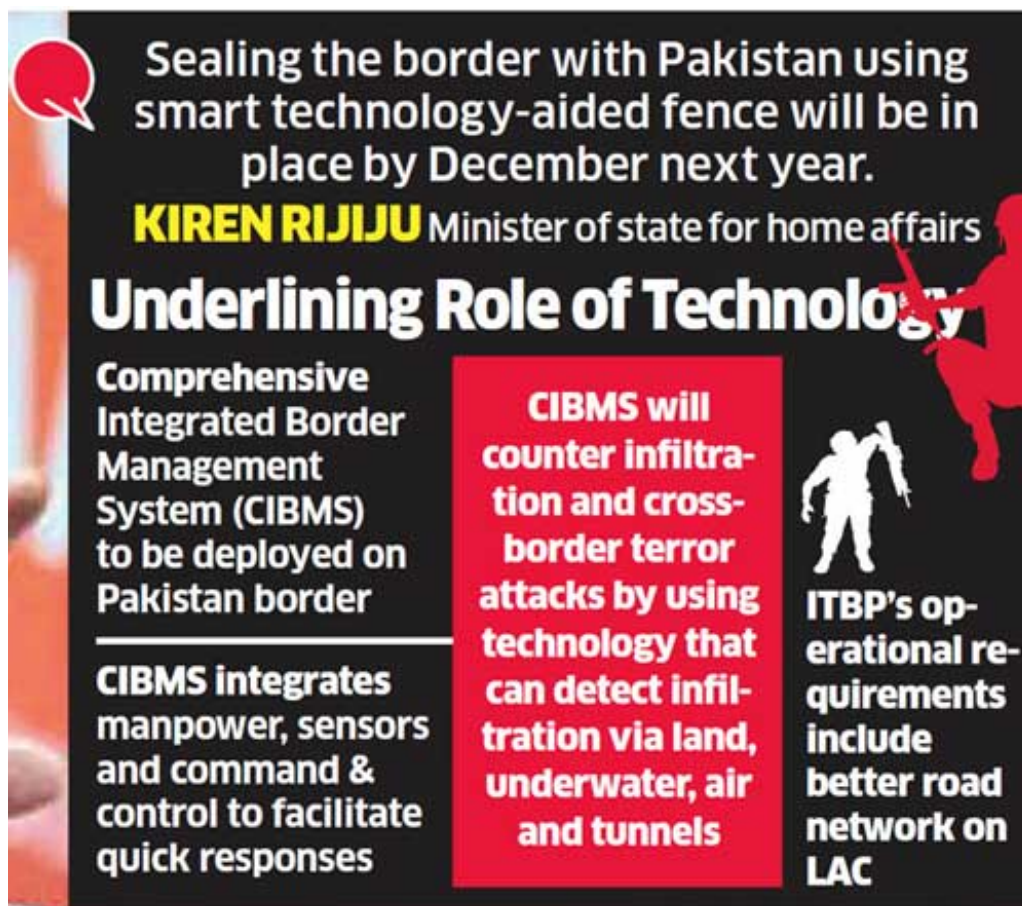 Sealing the border with Pakistan using
smart technology-aided fence will be in
place by December next year.
KIREN RIJIJU Minister of state for home affairs
Underlining Role of Technology
Comprehensive
Integrated Border
Management
System (CIBMS)
to be deployed on
Pakistan border
CIBMS integrates
manpower, sensors
and command &
control to facilitate
quick responses
CIBMS will
counter infiltra-
tion and cross-
border terror
attacks by using
technology that
can detect infil-
tration via land,
underwater, air
and tunnels
ITBP's op-
erational re-
quirements
include
better road
network on
LAC